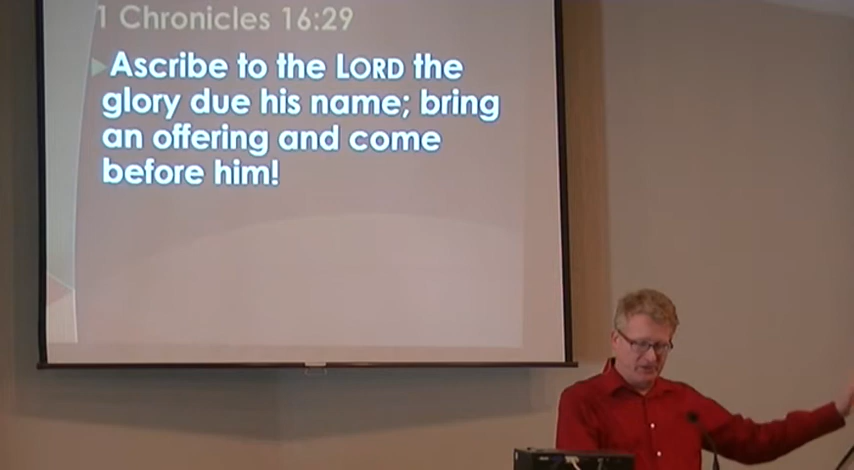 1 Chronicles 16:29
Ascribe to the LORD the
glory due his name; bring
an offering and come
before him!